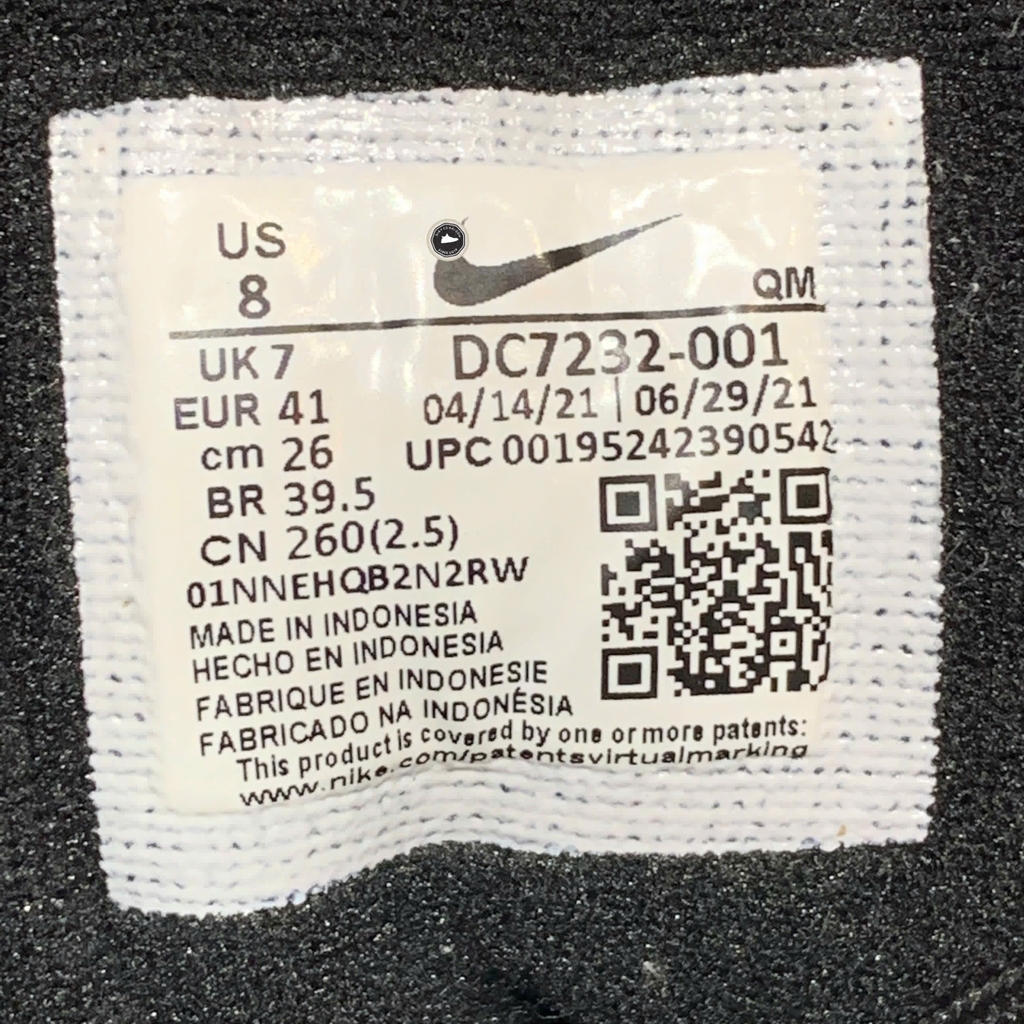 US
8
QM
UK 7
DC7232-001
EUR 41
04/14/21 | 06/29/21
cm 26
UPC 00195242390542
BR 39.5
CN 260(2.5)
01NNEHQB2N2RW
MADE IN INDONESIA
HECHO EN INDONESIA
FABRIQUE EN INDONESIE
FABRICADO NA INDONÉSIA
This product is covered by one or more patents:
www.nike.com/patentsvirtualmarking